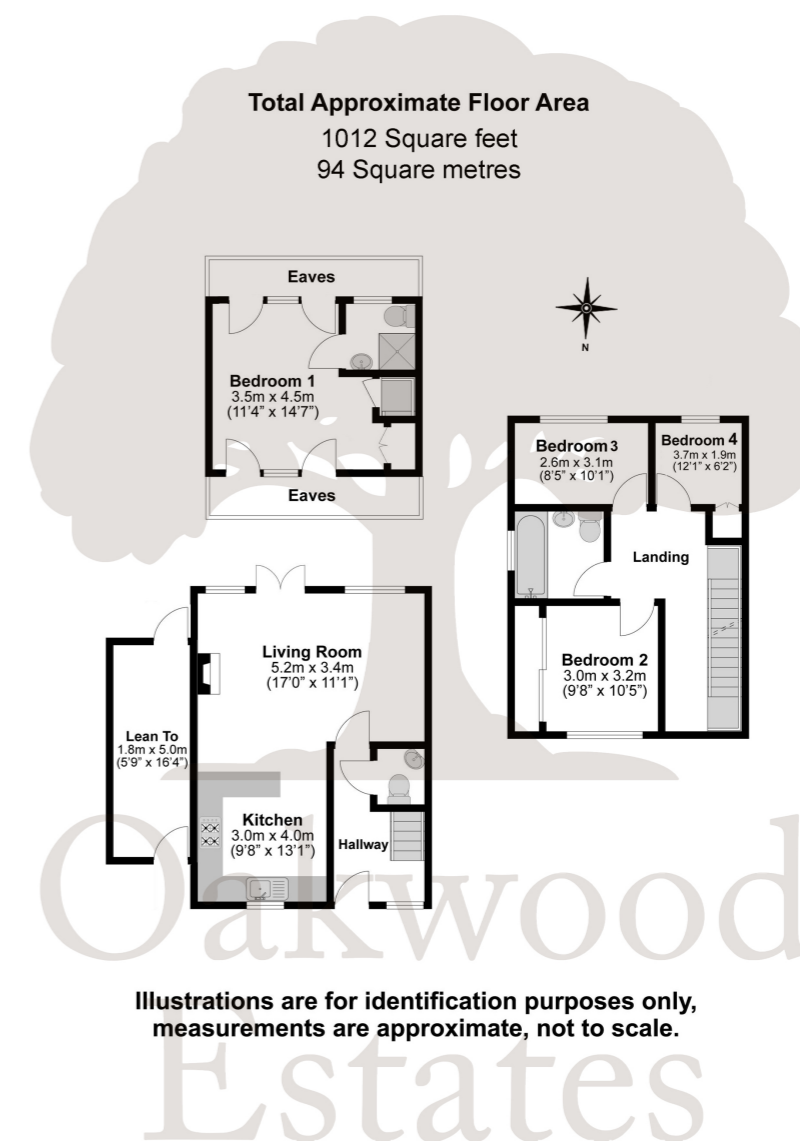 Total Approximate Floor Area
1012 Square feet
94 Square metres
Eaves
Bedroom 1
3.5m x 4.5m
(11'4" x 14'7")
Eaves
N
Bedroom 3
2.6m x 3.1m
(8'5" x 10'1")
Bedroom 4
3.7m x 1.9m
(12'1" x 6'2")
Landing
Bedroom 2
3.0m x 3.2m
(9'8" x 10'5")
Living Room
5.2m x 3.4m
(17'0" x 11'1")
Lean To
1.8m x 5.0m
(5'9" x 16'4")
Kitchen
3.0m x 4.0m
(9'8" x 13'1")
Hallway
Oakwood
Illustrations are for identification purposes only,
measurements are approximate, not to scale.
Estates